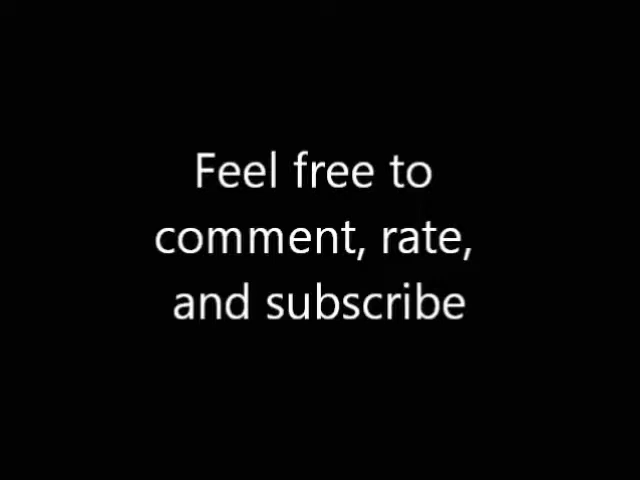 Feel free to
comment, rate,
and subscribe